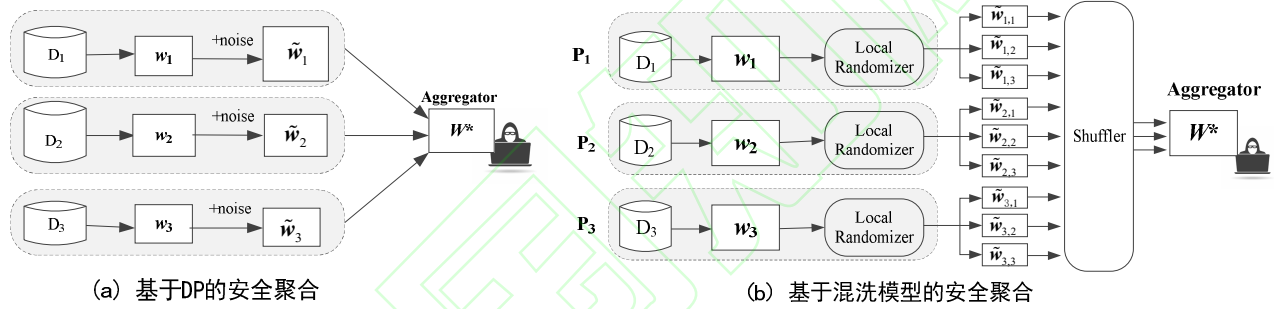 D₁
w₁
+noise
w̃₁
D₂
w₂
+noise
w̃₂
D₃
w₃
+noise
w̃₃
Aggregator
W*
(a) 基于DP的安全聚合
P₁
D₁
w₁
Local
Randomizer
w̃₁,₁
w̃₁,₂
w̃₁,₃
P₂
D₂
w₂
Local
Randomizer
w̃₂,₁
w̃₂,₂
w̃₂,₃
P₃
D₃
w₃
Local
Randomizer
w̃₃,₁
w̃₃,₂
w̃₃,₃
Shuffler
Aggregator
W*
(b) 基于混洗模型的安全聚合